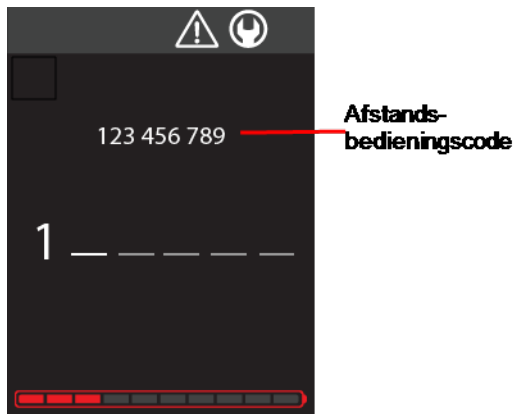 123 456 789
Afstands-
bedieningscode
1 _ _ _ _ _